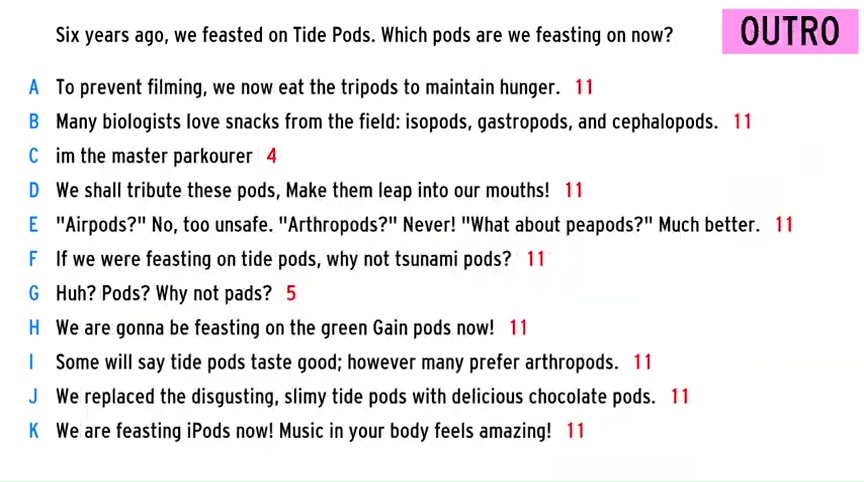 Six years ago, we feasted on Tide Pods. Which pods are we feasting on now?
OUTRO
A To prevent filming, we now eat the tripods to maintain hunger. 11
B Many biologists love snacks from the field: isopods, gastropods, and cephalopods. 11
C im the master parkourer 4
D We shall tribute these pods, Make them leap into our mouths! 11
E "Airpods?" No, too unsafe. "Arthropods?" Never! "What about peapods?" Much better. 11
F If we were feasting on tide pods, why not tsunami pods? 11
G Huh? Pods? Why not pads? 5
H We are gonna be feasting on the green Gain pods now! 11
I Some will say tide pods taste good; however many prefer arthropods. 11
J We replaced the disgusting, slimy tide pods with delicious chocolate pods. 11
K We are feasting iPods now! Music in your body feels amazing! 11